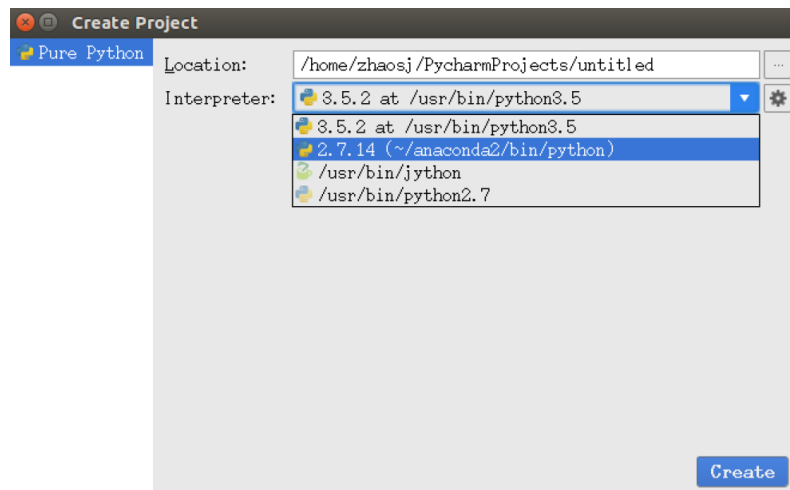 Create Project
Pure Python
Location: /home/zhaosj/PycharmProjects/untitled ...
Interpreter: 3.5.2 at /usr/bin/python3.5
3.5.2 at /usr/bin/python3.5
2.7.14 (~/anaconda2/bin/python)
/usr/bin/jython
/usr/bin/python2.7
Create